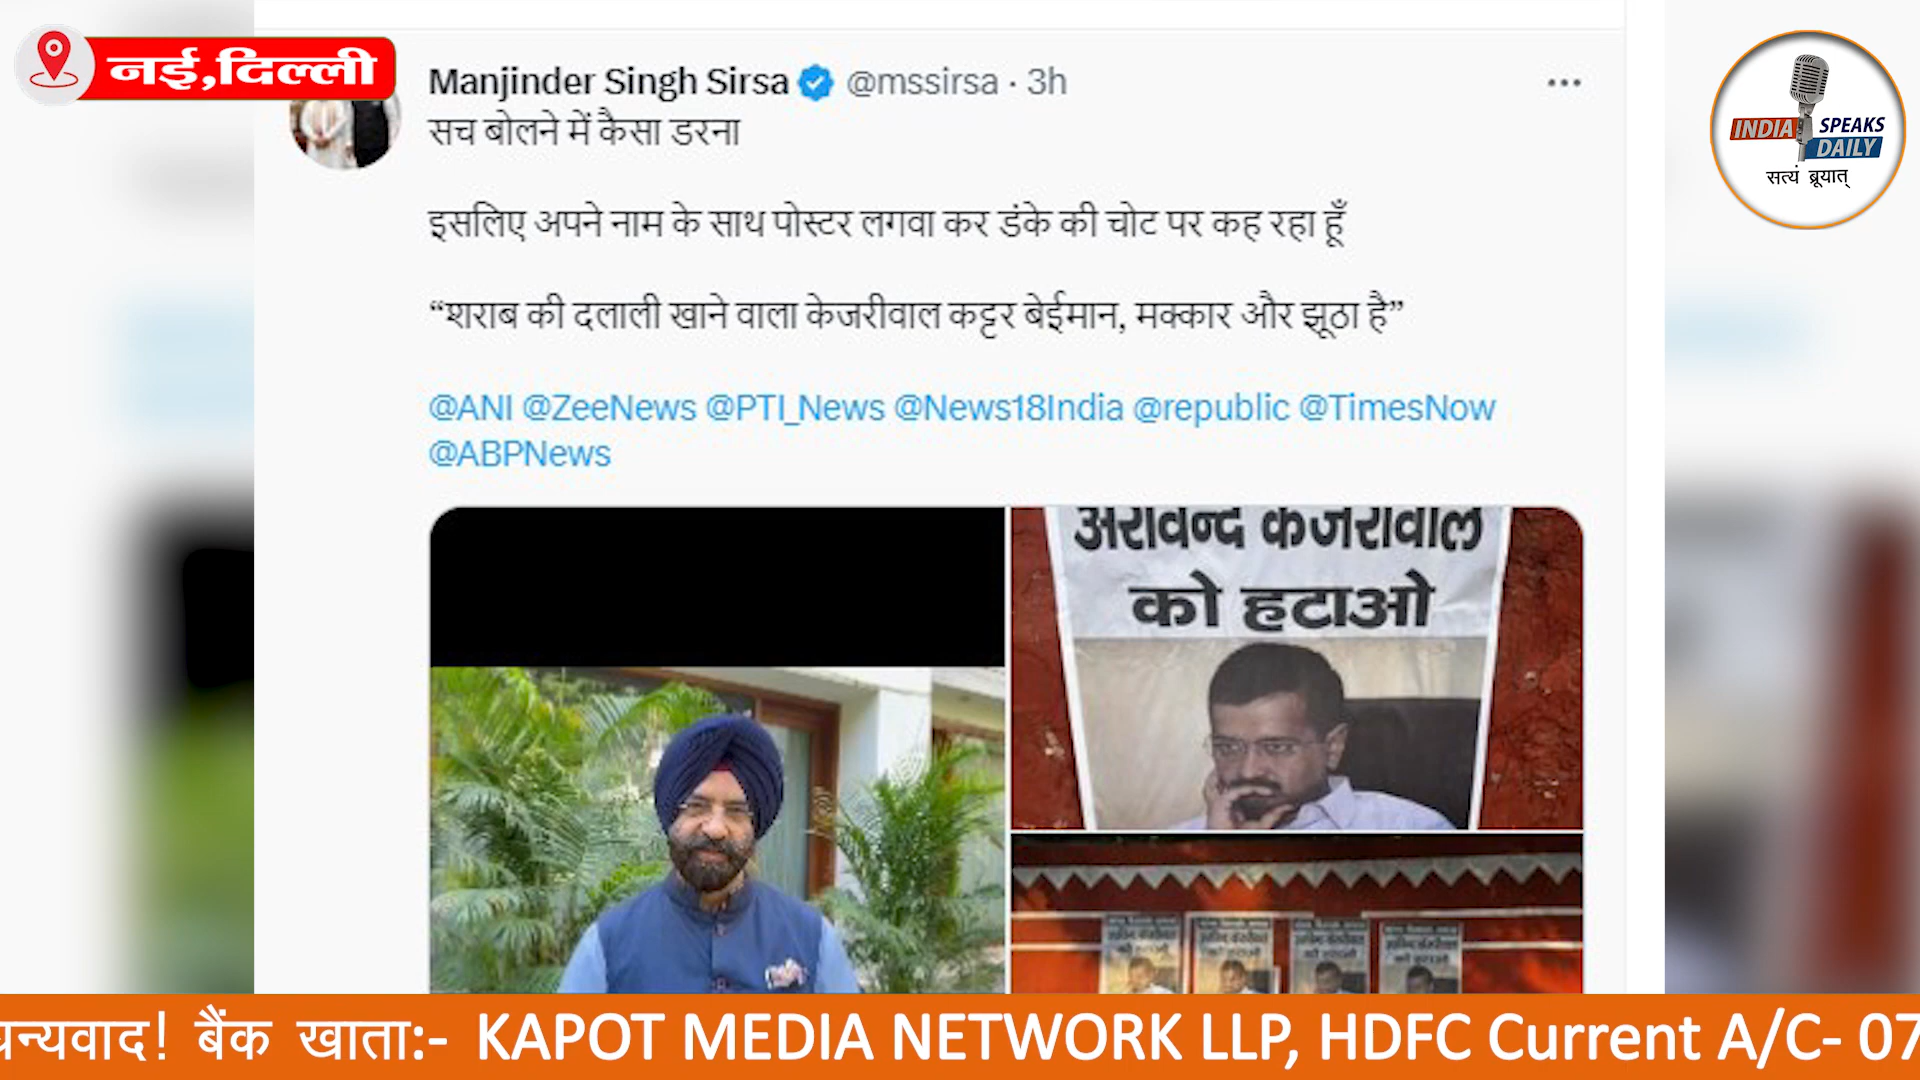 नई,दिल्ली
Manjinder Singh Sirsa @mssirsa · 3h
सच बोलने में कैसा डरना
इसलिए अपने नाम के साथ पोस्टर लगवा कर डंके की चोट पर कह रहा हूँ
“शराब की दलाली खाने वाला केजरीवाल कट्टर बेईमान, मक्कार और झूठा है”
@ANI @ZeeNews @PTI_News @News18India @republic @TimesNow
@ABPNews
INDIA SPEAKS
DAILY
सत्यं ब्रूयात्
अरविन्द केजरीवाल
को हटाओ
धन्यवाद! बैंक खाता:- KAPOT MEDIA NETWORK LLP, HDFC Current A/C- 07